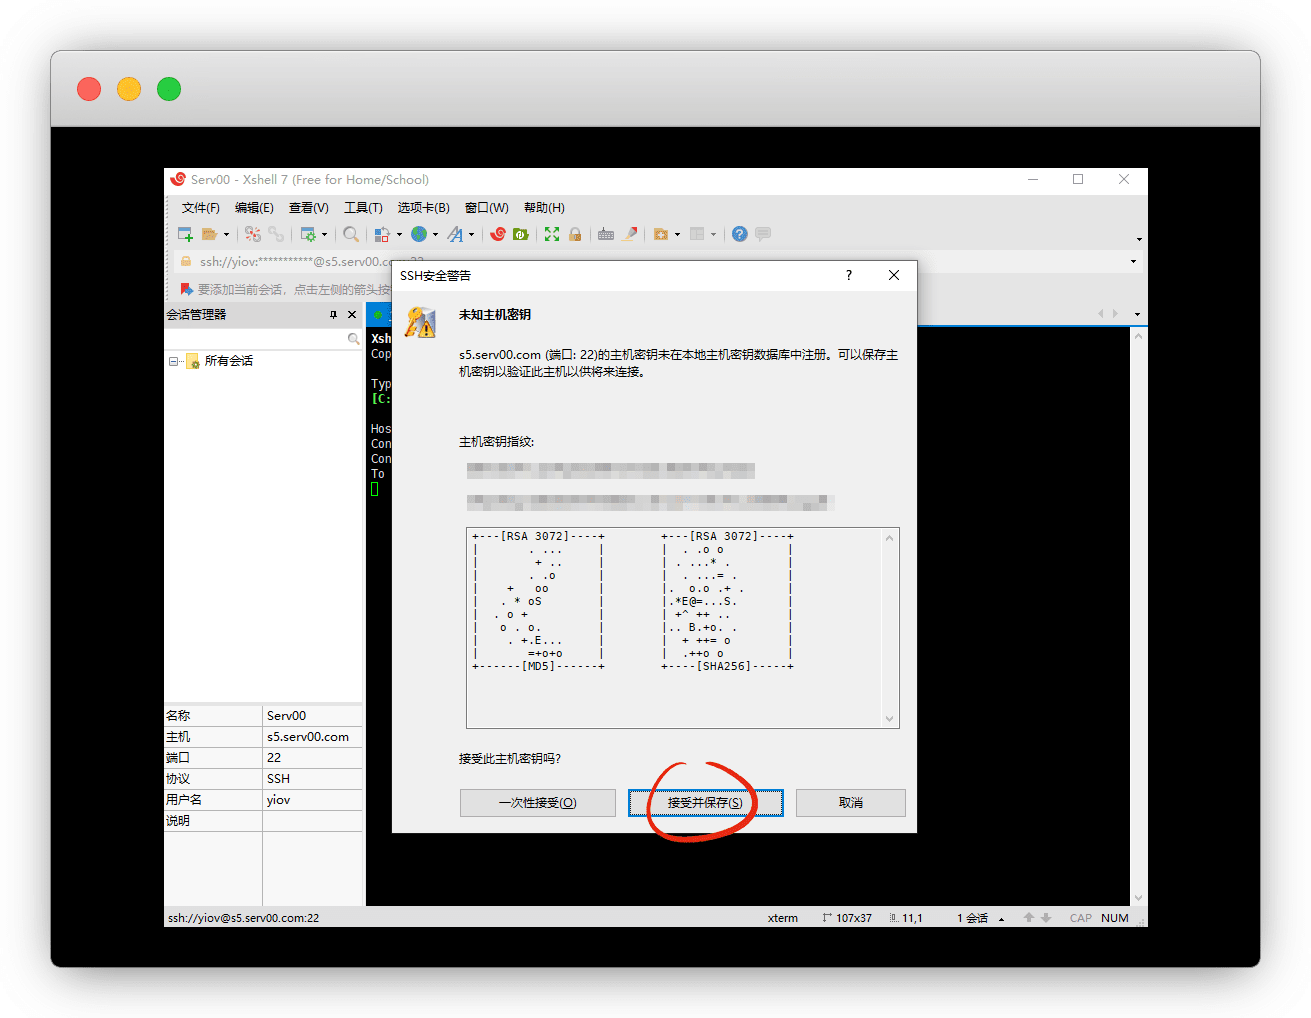 Serv00 - Xshell 7 (Free for Home/School)
文件(F) 编辑(E) 查看(V) 工具(T) 选项卡(B) 窗口(W) 帮助(H)
ssh://yiov:***********@s5.serv00.com:22
要添加当前会话，点击左侧的箭头按
会话管理器
所有会话
Xsh
Cop
Typ
[C:
Hos
Con
Con
To
SSH安全警告
未知主机密钥
s5.serv00.com (端口: 22)的主机密钥未在本地主机密钥数据库中注册。可以保存主
机密钥以验证此主机以供将来连接。
主机密钥指纹:
+---[RSA 3072]----+        +---[RSA 3072]----+
|       . ...     |        |  . .o o         |
|        + ..     |        | . ...* .        |
|       . .o      |        |  . ...= .       |
|    +   oo       |        |.  o.o .+ .      |
|   . * oS        |        |.*E@=...S.       |
|  . o +          |        | +^ ++ ..        |
|   o . o.        |        |.. B.+o. .       |
|    . +.E...     |        |  + ++= o        |
|       =+o+o     |        |  .++o o         |
+------[MD5]------+        +----[SHA256]-----+
接受此主机密钥吗?
一次性接受(O) 接受并保存(S) 取消
名称 Serv00
主机 s5.serv00.com
端口 22
协议 SSH
用户名 yiov
说明
ssh://yiov@s5.serv00.com:22 xterm 107x37 11,1 1 会话 CAP NUM